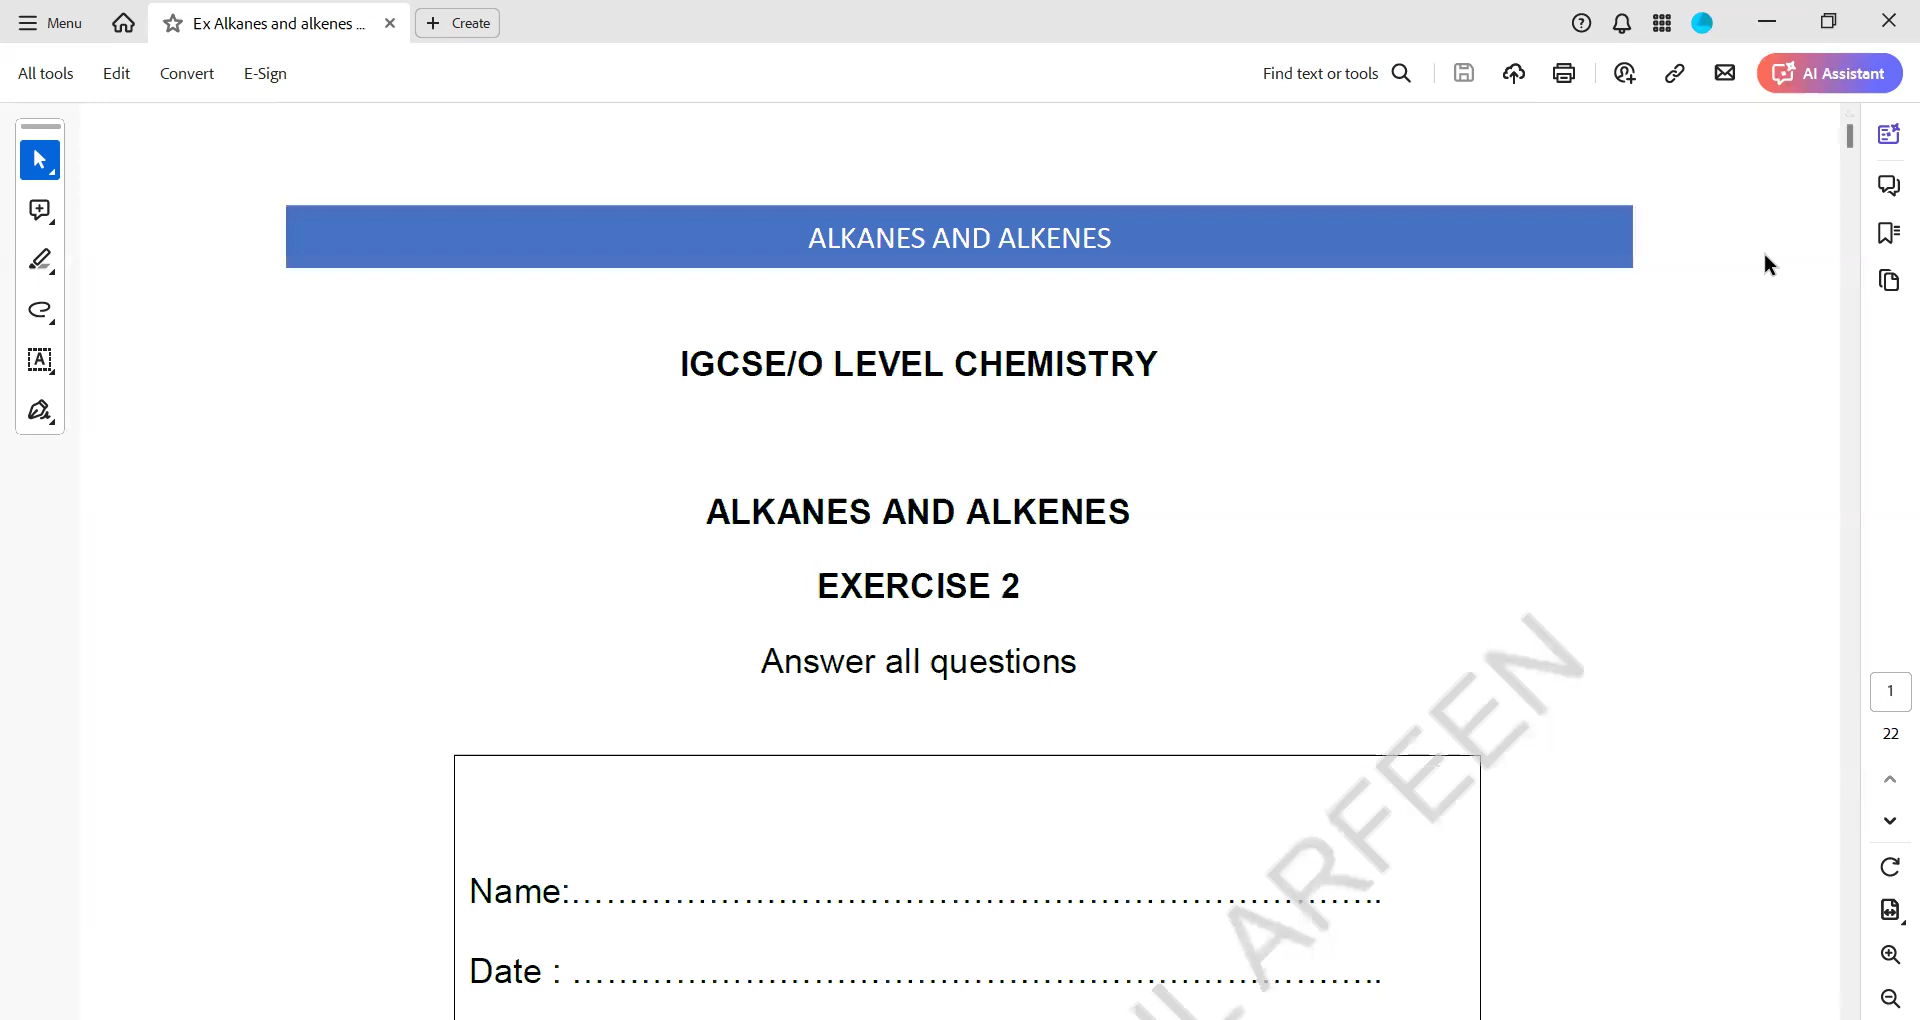 Menu
Ex Alkanes and alkenes ...
Create
All tools
Edit
Convert
E-Sign
Find text or tools
AI Assistant
ALKANES AND ALKENES
IGCSE/O LEVEL CHEMISTRY
ALKANES AND ALKENES
EXERCISE 2
Answer all questions
Name:....................................................................
Date : ....................................................................
ARFEEN
1
22